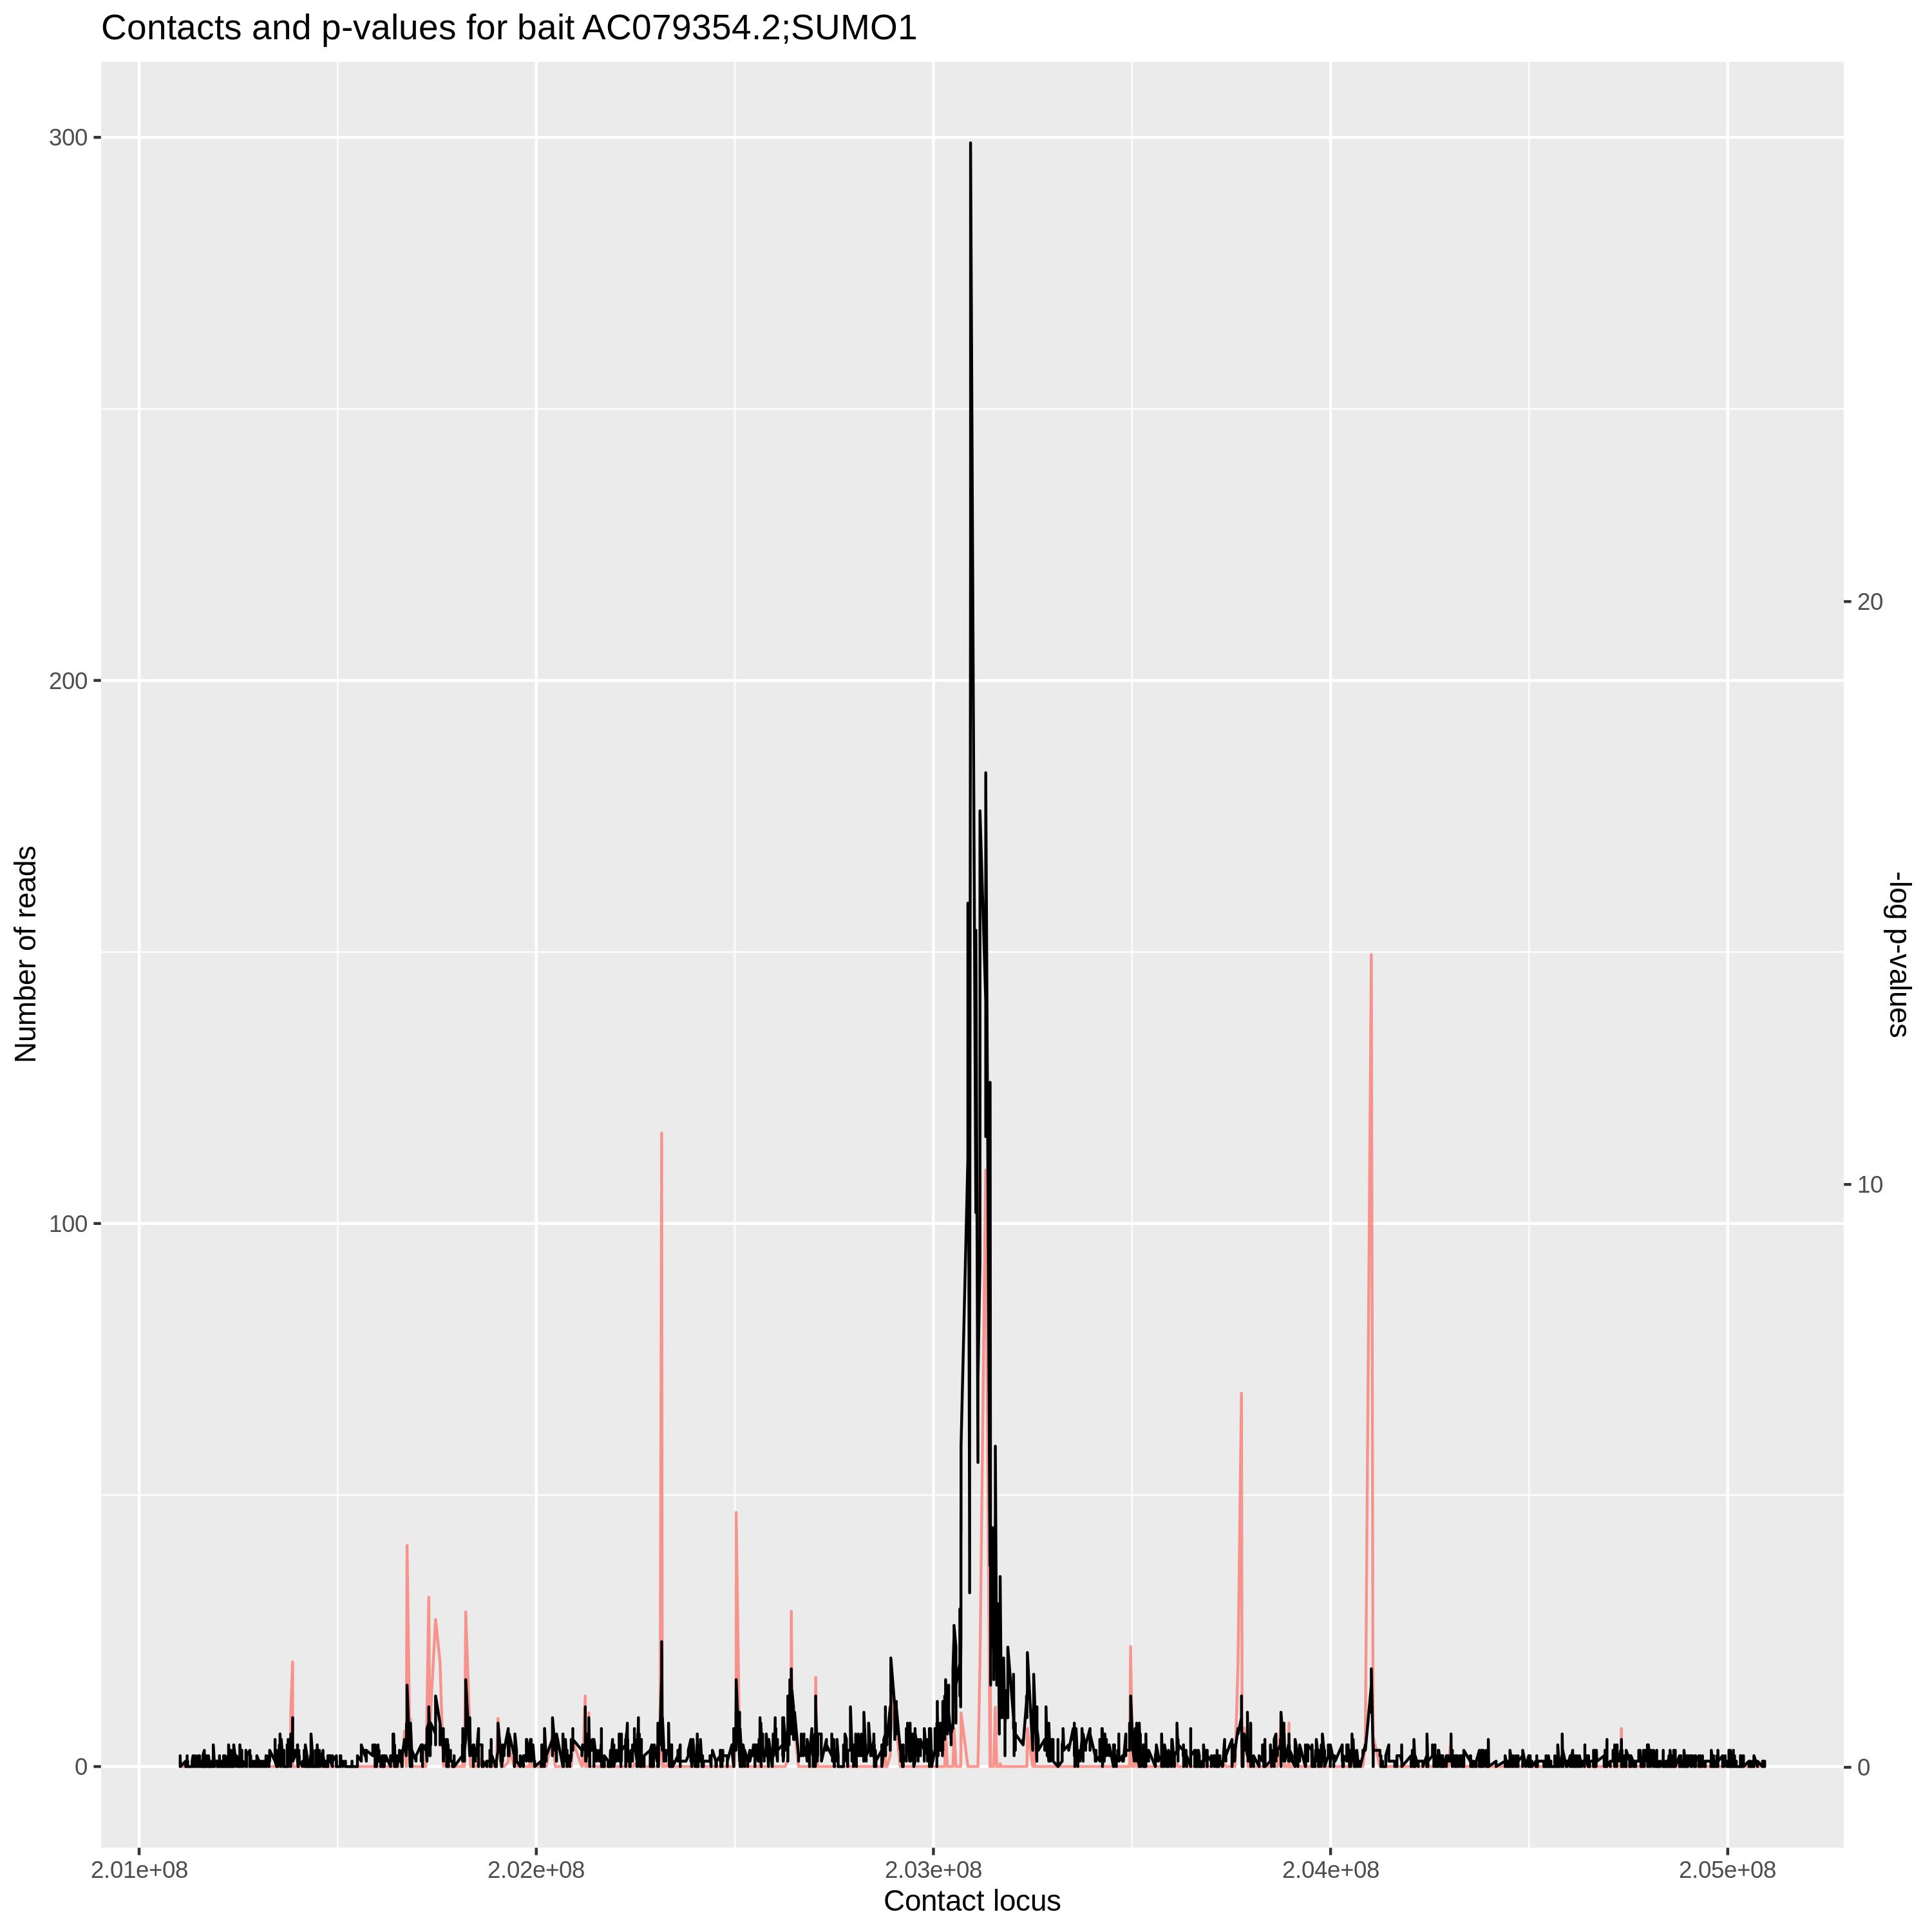 Contacts and p-values for bait AC079354.2;SUMO1
300
200
100
0
Number of reads
20
10
0
-log p-values
2.01e+08
2.02e+08
2.03e+08
2.04e+08
2.05e+08
Contact locus